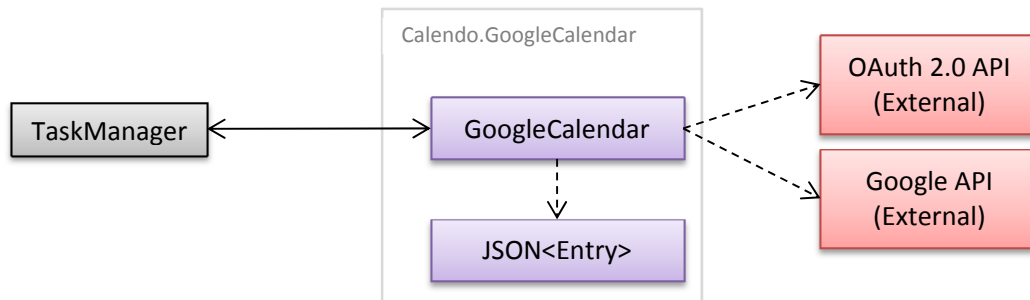 Calendo.GoogleCalendar
TaskManager
GoogleCalendar
JSON<Entry>
OAuth 2.0 API
(External)
Google API
(External)